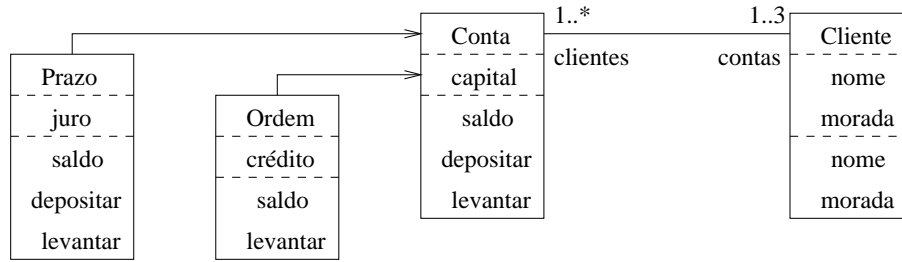 Prazo
juro
saldo
depositar
levantar
Ordem
crédito
saldo
levantar
Conta
capital
saldo
depositar
levantar
1..*
1..3
clientes
contas
Cliente
nome
morada
nome
morada